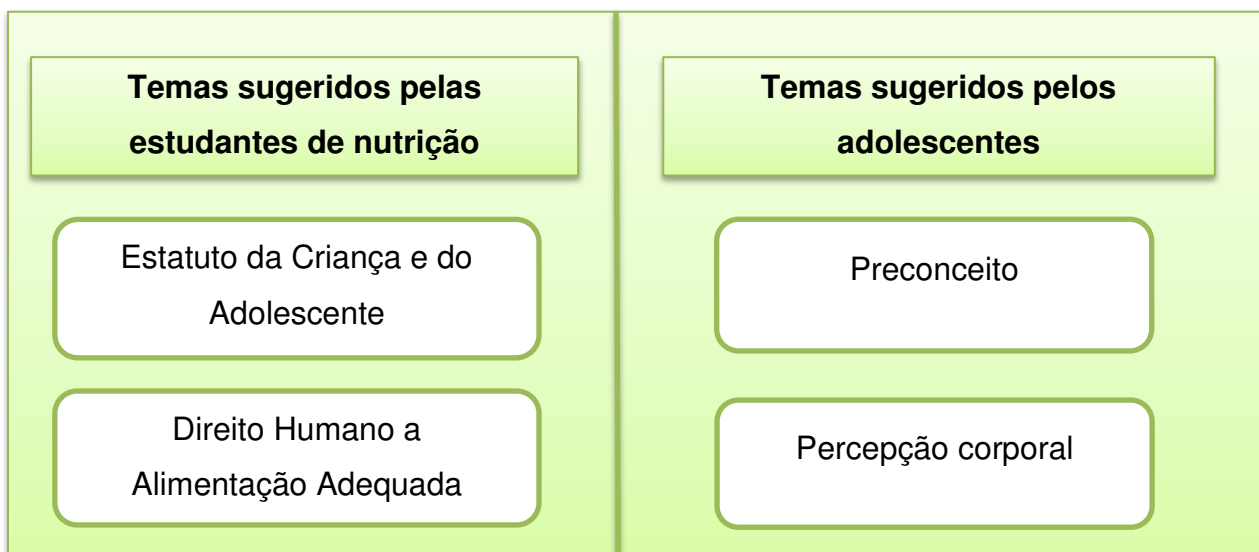 Temas sugeridos pelas
estudantes de nutrição
Estatuto da Criança e do
Adolescente
Direito Humano a
Alimentação Adequada
Temas sugeridos pelos
adolescentes
Preconceito
Percepção corporal